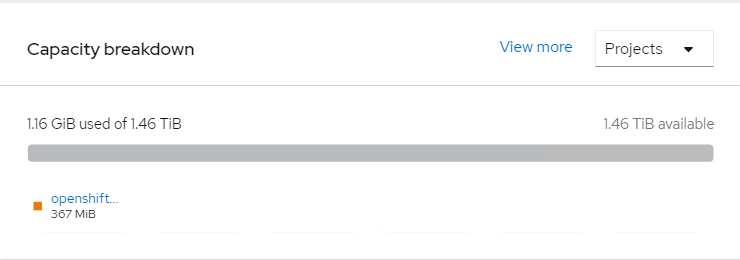 Capacity breakdown
View more
Projects
1.16 GiB used of 1.46 TiB
1.46 TiB available
openshift...
367 MiB